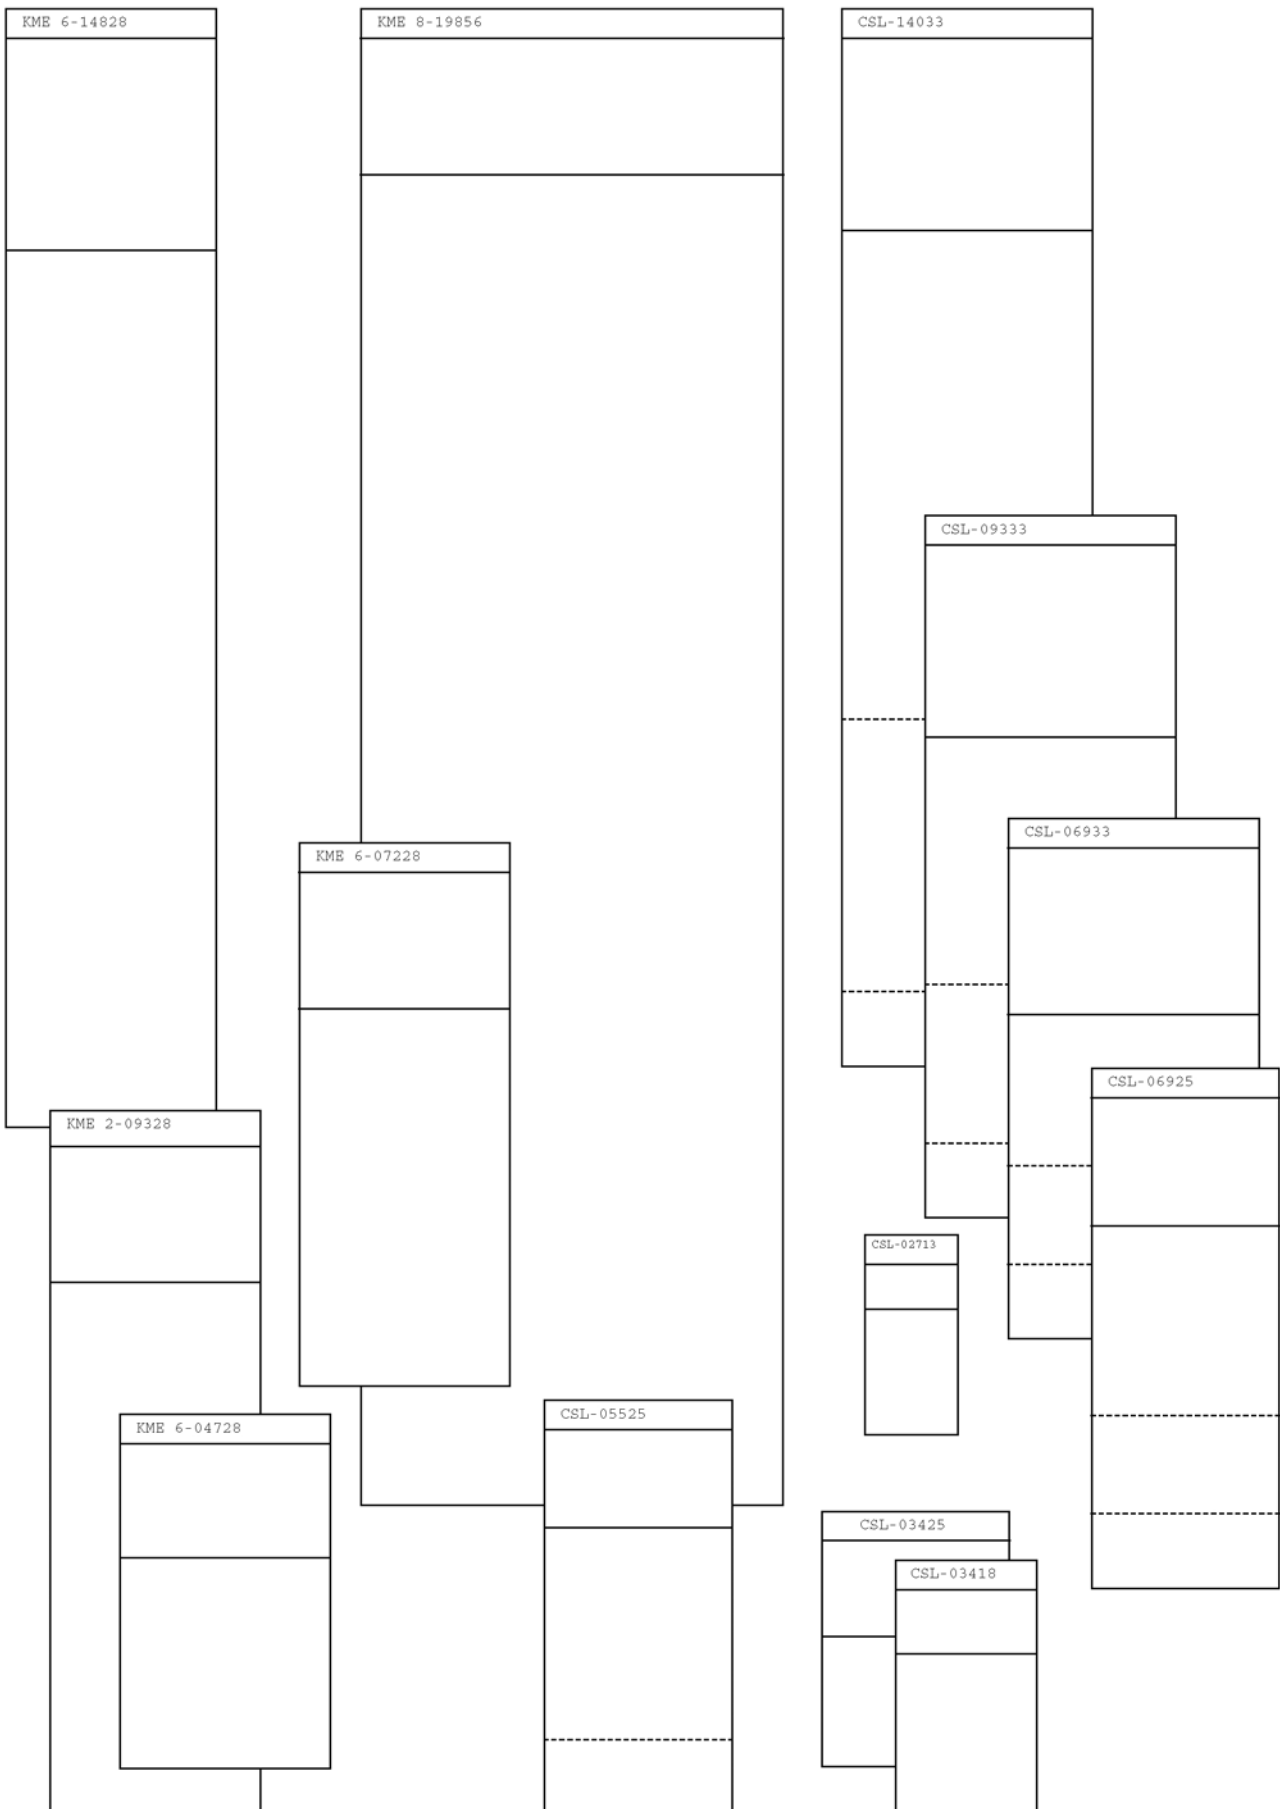 KME 6-14828
KME 8-19856
CSL-14033
CSL-09333
CSL-06933
KME 6-07228
CSL-06925
KME 2-09328
CSL-02713
CSL-05525
KME 6-04728
CSL-03425
CSL-03418